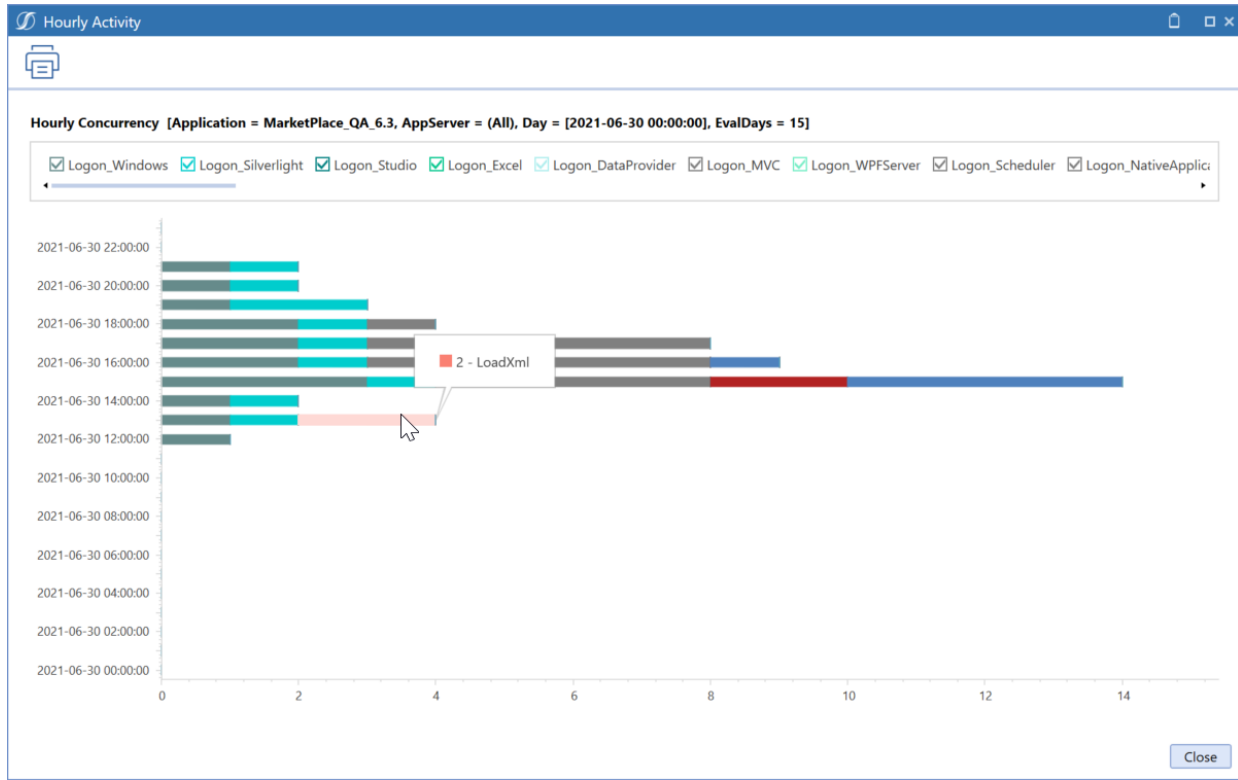 Hourly Activity
Hourly Concurrency [Application = MarketPlace_QA_6.3, AppServer = (All), Day = [2021-06-30 00:00:00], EvalDays = 15]
Logon_Windows Logon_Silverlight Logon_Studio Logon_Excel Logon_DataProvider Logon_MVC Logon_WPFServer Logon_Scheduler Logon_NativeApplic
2021-06-30 22:00:00
2021-06-30 20:00:00
2021-06-30 18:00:00
2021-06-30 16:00:00
2 - LoadXml
2021-06-30 14:00:00
2021-06-30 12:00:00
2021-06-30 10:00:00
2021-06-30 08:00:00
2021-06-30 06:00:00
2021-06-30 04:00:00
2021-06-30 02:00:00
2021-06-30 00:00:00
0 2 4 6 8 10 12 14
Close